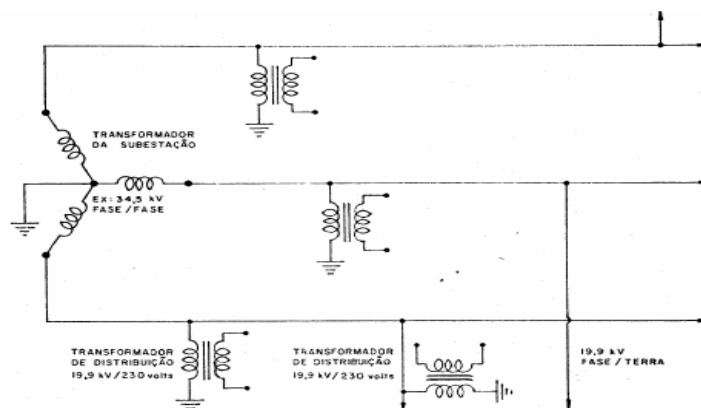 TRANSFORMADOR
DA SUBESTAÇÃO
EX: 34,5 kV
FASE/FASE
TRANSFORMADOR
DE DISTRIBUIÇÃO
19,9 kV/230 volts
TRANSFORMADOR
DE DISTRIBUIÇÃO
19,9 kV/230 volts
19,9 kV
FASE/TERRA